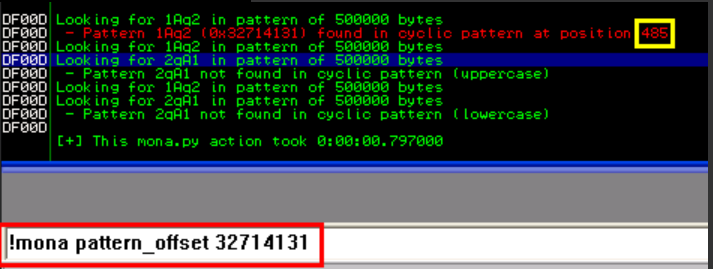 DF00D Looking for 1Aq2 in pattern of 500000 bytes
DF00D - Pattern 1Aq2 (0x32714131) found in cyclic pattern at position 485
DF00D Looking for 1Aq2 in pattern of 500000 bytes
DF00D Looking for 2qA1 in pattern of 500000 bytes
DF00D - Pattern 2qA1 not found in cyclic pattern (uppercase)
DF00D Looking for 1Aq2 in pattern of 500000 bytes
DF00D Looking for 2qA1 in pattern of 500000 bytes
DF00D - Pattern 2qA1 not found in cyclic pattern (lowercase)
DF00D
[+] This mona.py action took 0:00:00.797000
!mona pattern_offset 32714131